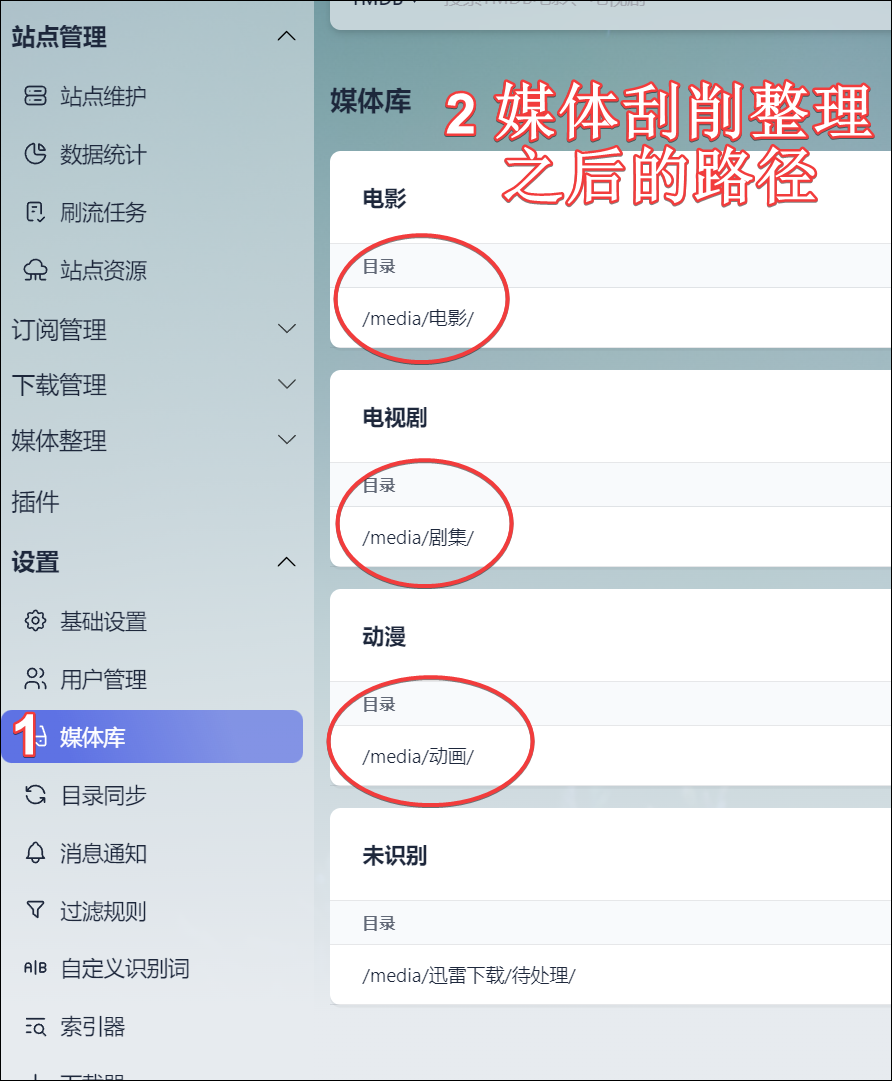 站点管理
站点维护
数据统计
刷流任务
站点资源
订阅管理
下载管理
媒体整理
插件
设置
基础设置
用户管理
1
媒体库
目录同步
消息通知
过滤规则
自定义识别词
索引器
下载器
媒体库
2 媒体刮削整理
之后的路径
电影
目录
/media/电影/
电视剧
目录
/media/剧集/
动漫
目录
/media/动画/
未识别
目录
/media/迅雷下载/待处理/